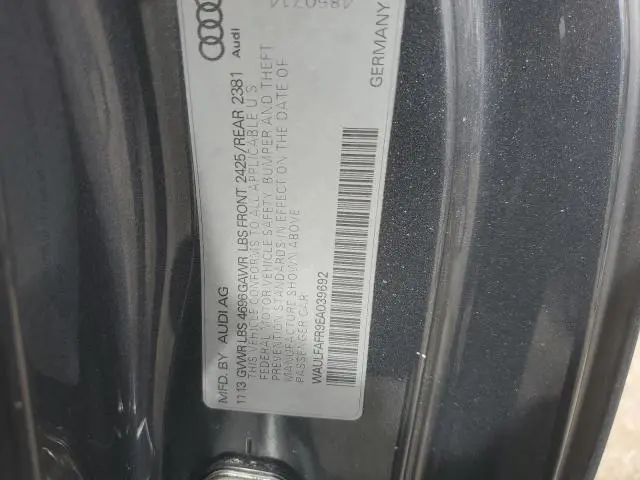 MFD. BY AUDI AG
11 13 GVWR LBS 4696 GAWR LBS FRONT 2425/REAR 2381
THIS VEHICLE CONFORMS TO ALL APPLICABLE U S
FEDERAL MOTOR VEHICLE SAFETY, BUMPER AND THEFT
PREVENTION STANDARDS IN EFFECT ON THE DATE OF
MANUFACTURE SHOWN ABOVE
PASSENGER CAR
WAULFAFR9EA039692
Audi
GERMANY